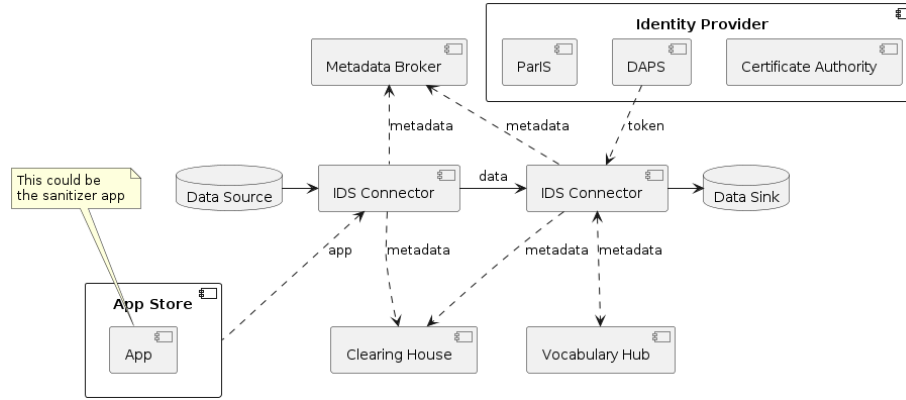 Identity Provider
Metadata Broker
ParIS
DAPS
Certificate Authority
metadata
metadata
token
This could be
the sanitizer app
Data Source
IDS Connector
data
IDS Connector
Data Sink
app
metadata
metadata
metadata
App Store
App
Clearing House
Vocabulary Hub